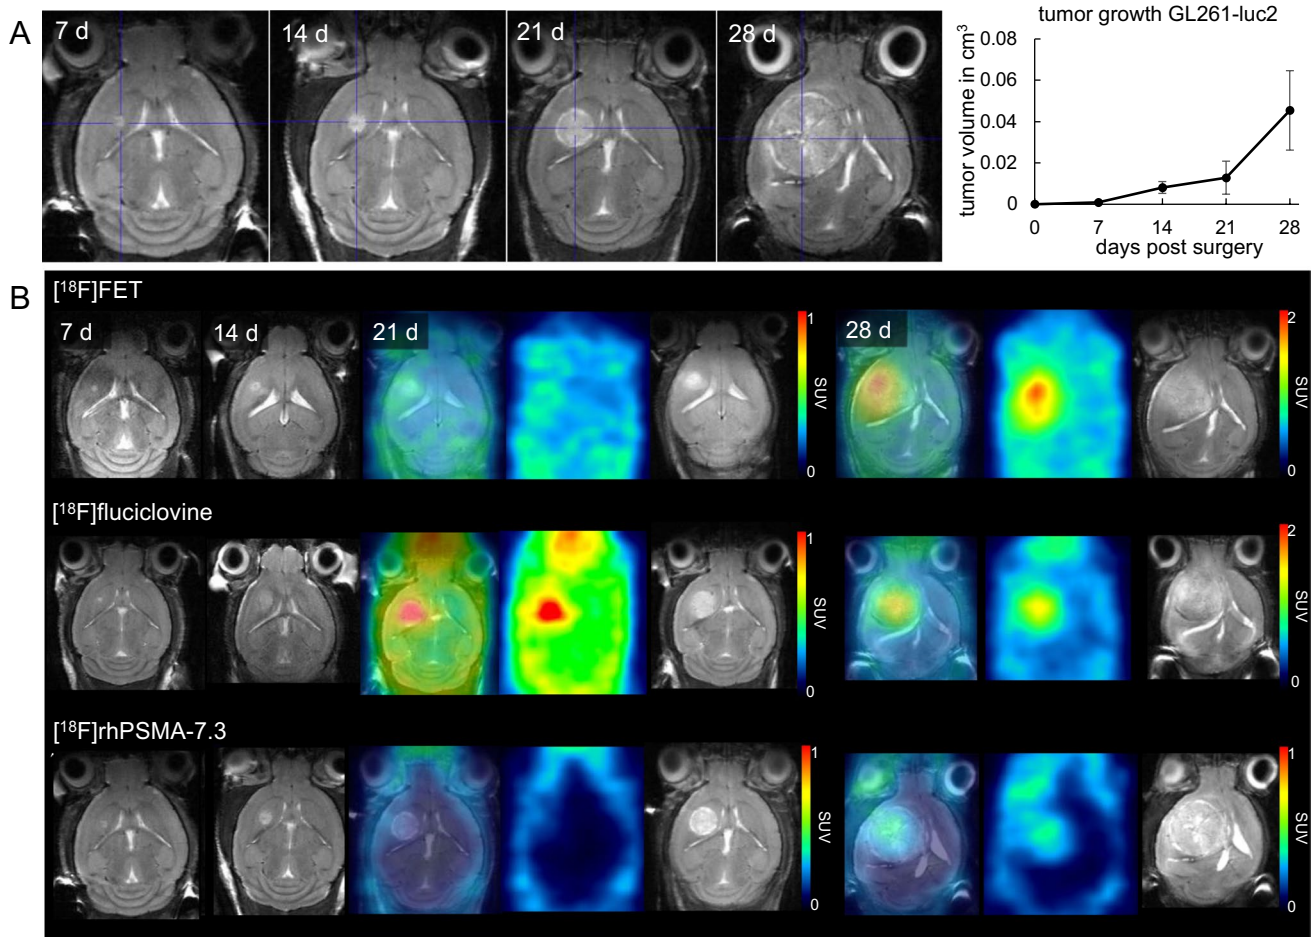 A
7 d
14 d
21 d
28 d
tumor growth GL261-luc2
tumor volume in cm³
0.08
0.06
0.04
0.02
0
0
7
14
21
28
days post surgery
B
[¹⁸F]FET
7 d
14 d
21 d
1
SUV
0
28 d
2
SUV
0
[¹⁸F]fluciclovine
1
SUV
0
2
SUV
0
[¹⁸F]rhPSMA-7.3
1
SUV
0
1
SUV
0